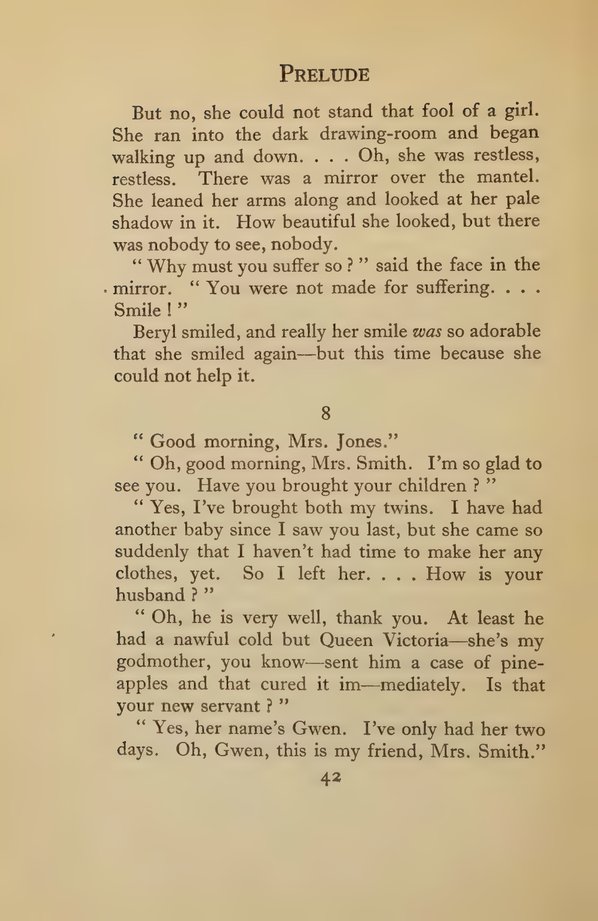 PRELUDE
But no, she could not stand that fool of a girl.
She ran into the dark drawing-room and began
walking up and down. . . . Oh, she was restless,
restless. There was a mirror over the mantel.
She leaned her arms along and looked at her pale
shadow in it. How beautiful she looked, but there
was nobody to see, nobody.
“ Why must you suffer so ? ” said the face in the
mirror. “ You were not made for suffering. . . .
Smile ! ”
Beryl smiled, and really her smile was so adorable
that she smiled again—but this time because she
could not help it.
8
“ Good morning, Mrs. Jones.”
“ Oh, good morning, Mrs. Smith. I’m so glad to
see you. Have you brought your children ? ”
“ Yes, I’ve brought both my twins. I have had
another baby since I saw you last, but she came so
suddenly that I haven’t had time to make her any
clothes, yet. So I left her. . . . How is your
husband ? ”
“ Oh, he is very well, thank you. At least he
had a nawful cold but Queen Victoria—she’s my
godmother, you know—sent him a case of pine-
apples and that cured it im—mediately. Is that
your new servant ? ”
“ Yes, her name’s Gwen. I’ve only had her two
days. Oh, Gwen, this is my friend, Mrs. Smith.”
42